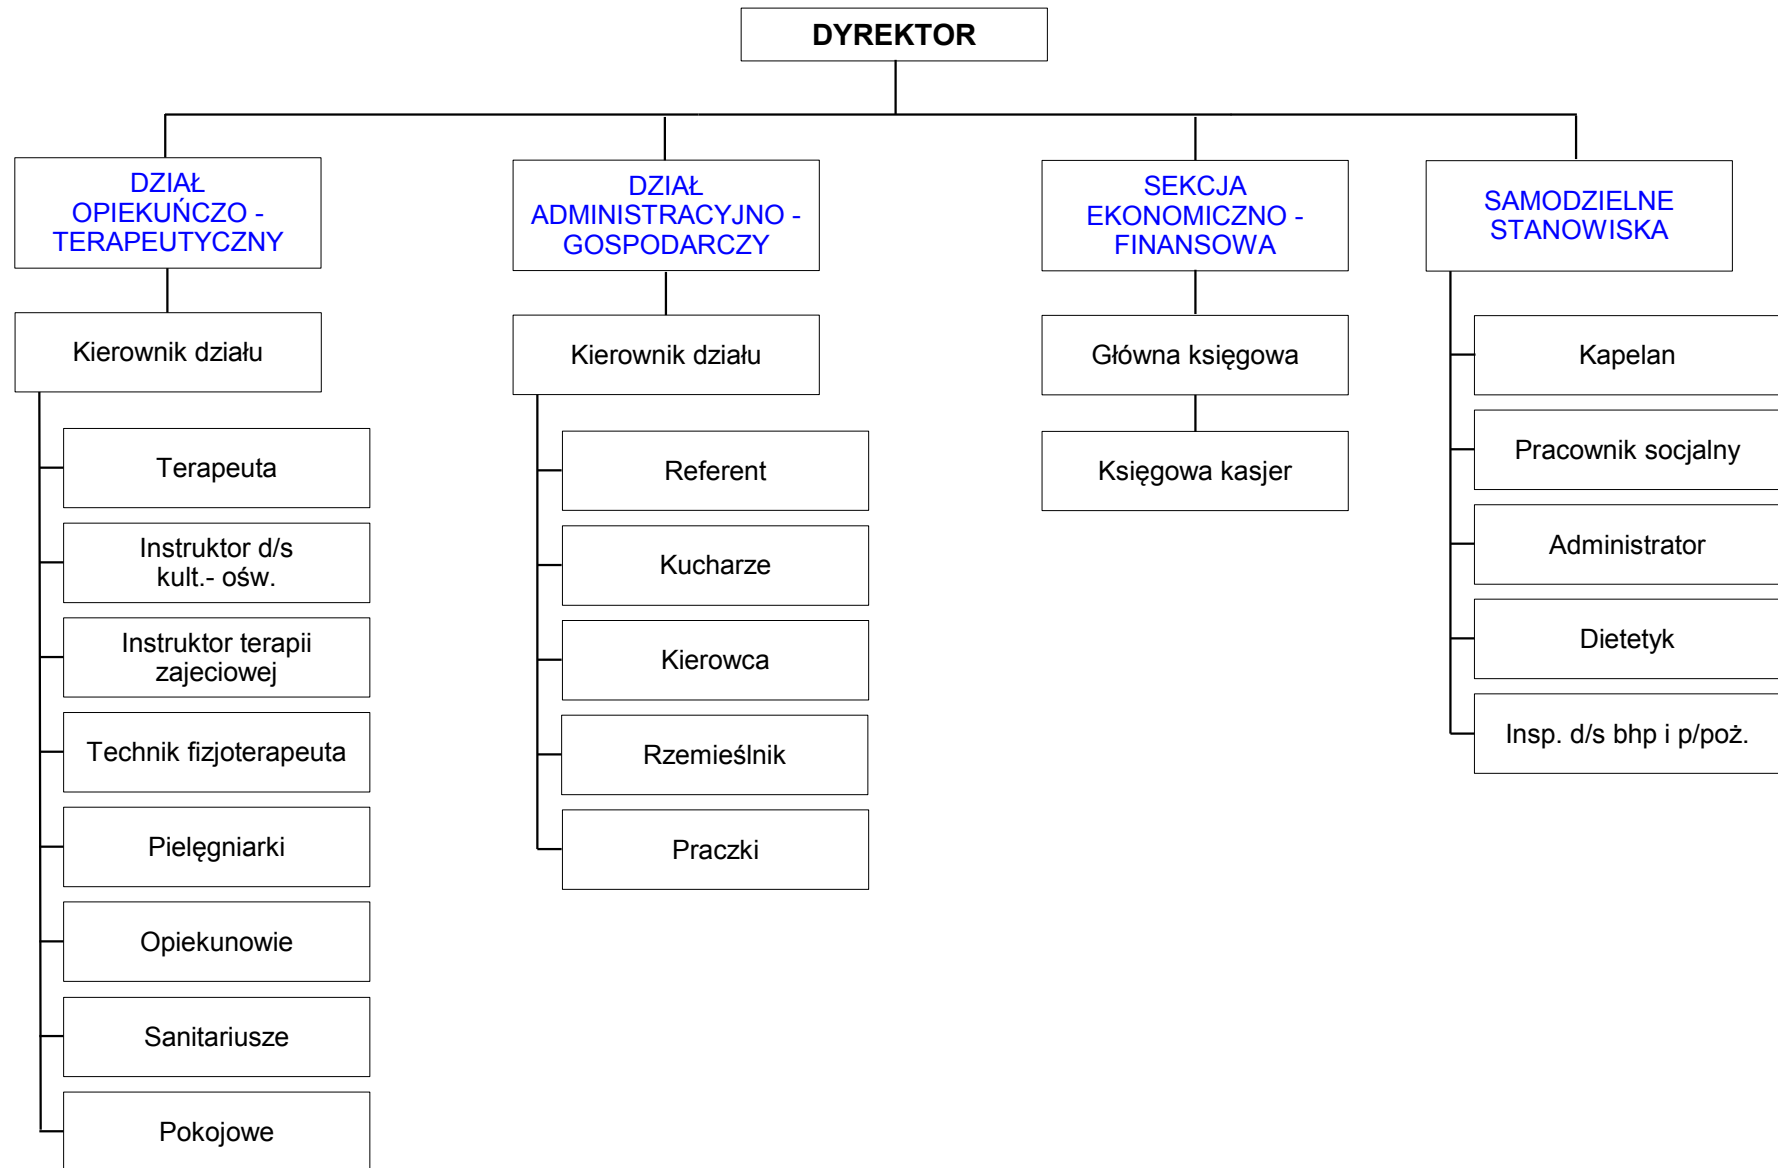 DYREKTOR
DZIAŁ
OPIEKUŃCZO -
TERAPEUTYCZNY
Kierownik działu
Terapeuta
Instruktor d/s
kult.- ośw.
Instruktor terapii
zajeciowej
Technik fizjoterapeuta
Pielęgniarki
Opiekunowie
Sanitariusze
Pokojowe
DZIAŁ
ADMINISTRACYJNO -
GOSPODARCZY
Kierownik działu
Referent
Kucharze
Kierowca
Rzemieślnik
Praczki
SEKCJA
EKONOMICZNO -
FINANSOWA
Główna księgowa
Księgowa kasjer
SAMODZIELNE
STANOWISKA
Kapelan
Pracownik socjalny
Administrator
Dietetyk
Insp. d/s bhp i p/poż.